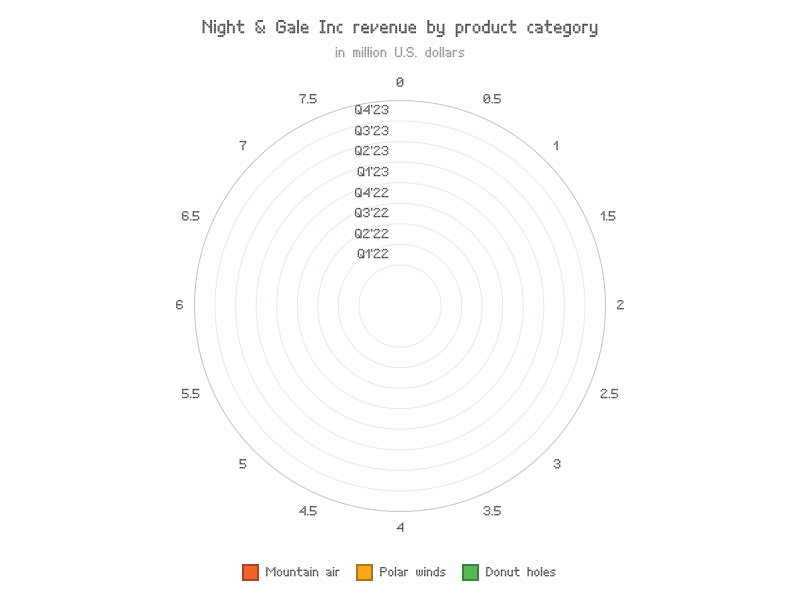 Night & Gale Inc revenue by product category
in million U.S. dollars
0
0.5
1
1.5
2
2.5
3
3.5
4
4.5
5
5.5
6
6.5
7
7.5
Q4'23
Q3'23
Q2'23
Q1'23
Q4'22
Q3'22
Q2'22
Q1'22
Mountain air
Polar winds
Donut holes